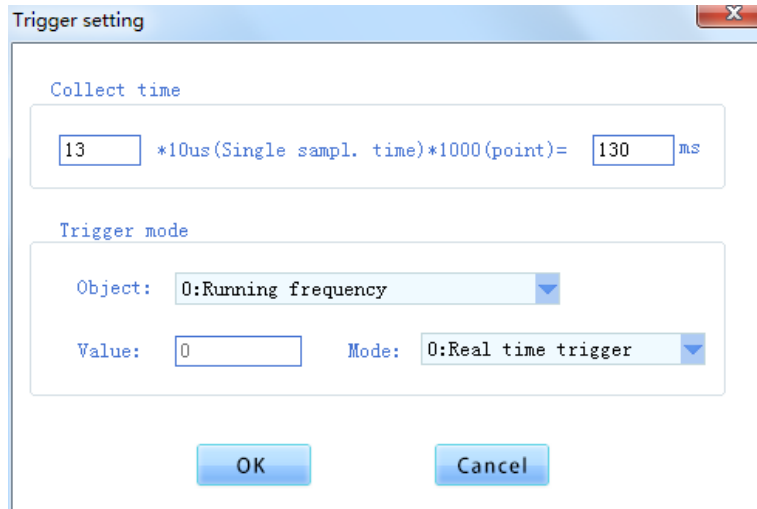 Trigger setting
Collect time
13 *10us(Single sampl. time)*1000(point)= 130 ms
Trigger mode
Object: 0:Running frequency
Value: 0 Mode: 0:Real time trigger
OK Cancel